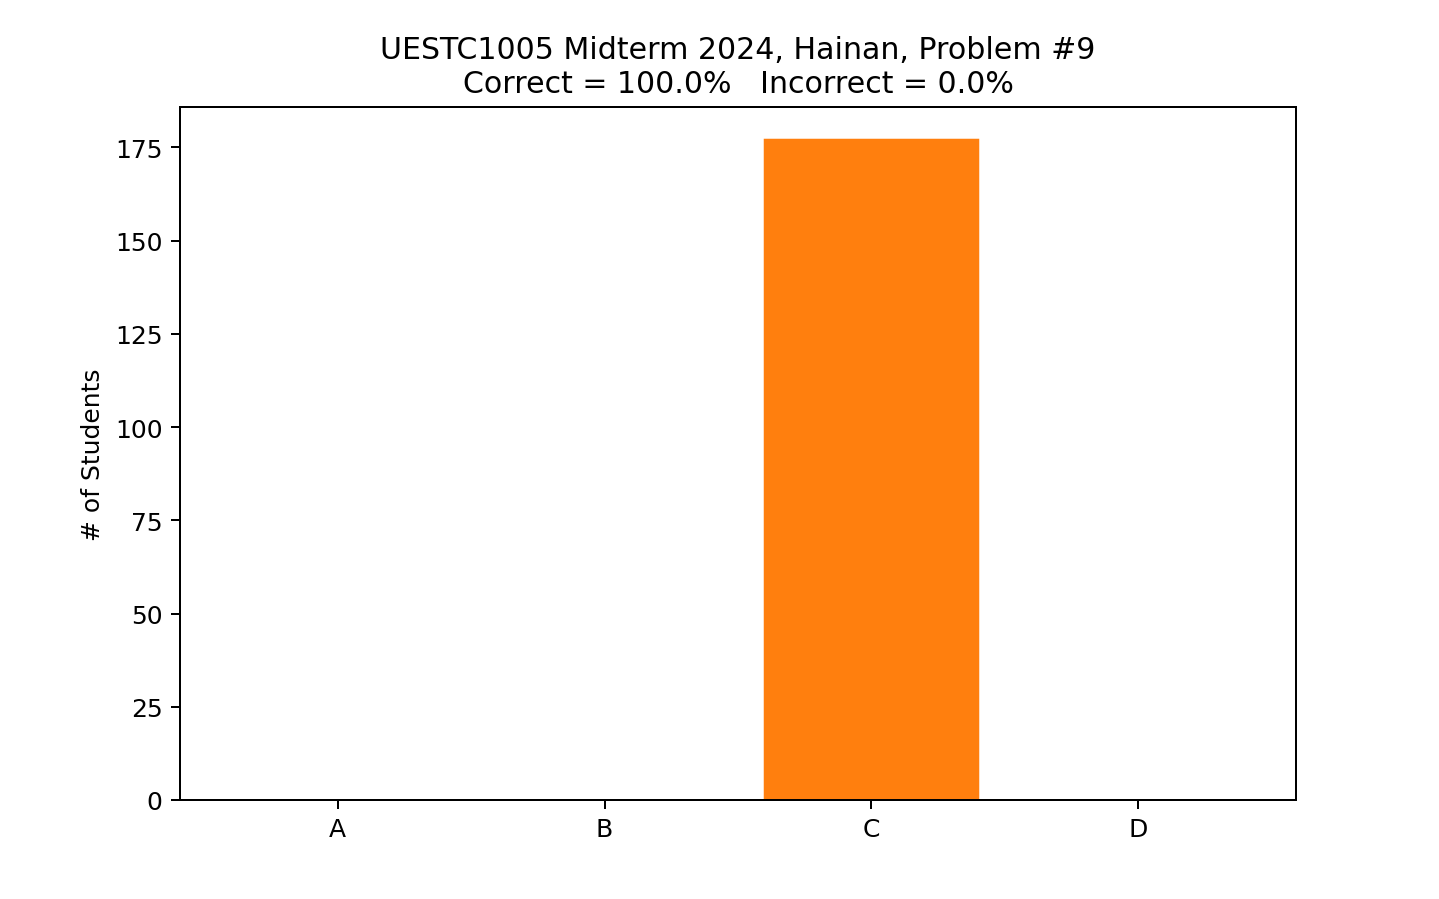 UESTC1005 Midterm 2024, Hainan, Problem #9
Correct = 100.0%   Incorrect = 0.0%
# of Students
175
150
125
100
75
50
25
0
A
B
C
D